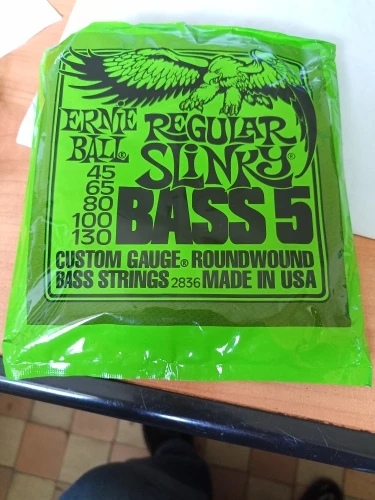 ERNIE BALL®
REGULAR SLINKY®
45
65
80
100
130
BASS 5
CUSTOM GAUGE® ROUNDWOUND
BASS STRINGS 2836 MADE IN USA